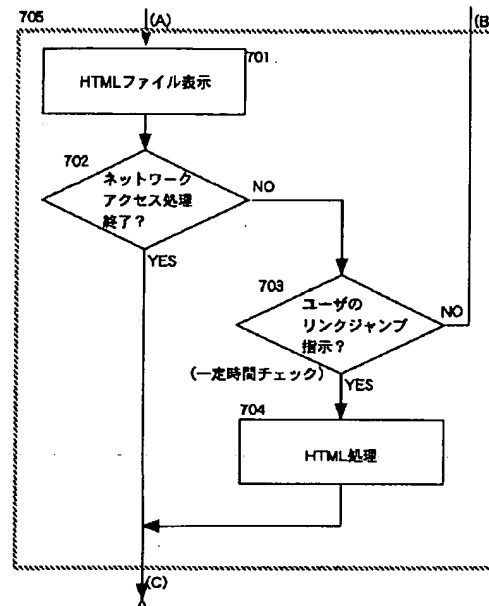 705
(A)
(B
701
HTMLファイル表示
702
ネットワーク
アクセス処理
終了？
NO
YES
703
ユーザの
リンクジャンプ
指示？
NO
(一定時間チェック)
YES
704
HTML処理
(C)